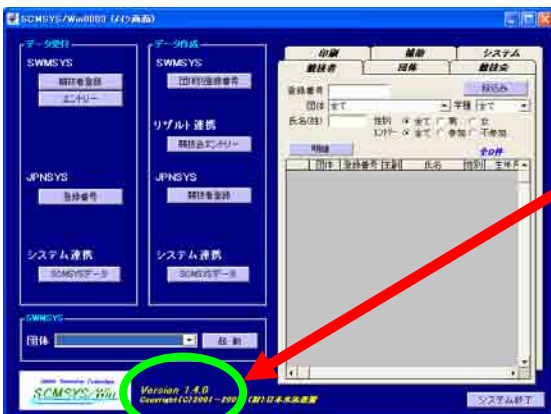 SCMSYS/Win
データ受付
SWMSYS
競技者登録
エントリー
JPNSYS
登録番号
システム連携
SCMSYSデータ
データ作成
SWMSYS
団体別登録番号
リザルト連携
競技会エントリー
JPNSYS
競技者登録
システム連携
SCMSYSデータ
SWMSYS
団体
起動
印刷 補助 システム
競技者 団体 競技会
登録番号 絞込み
団体 全て 学種 全て
氏名(姓) 性別 全て 男 女
エントリー 全て 参加 不参加
明細 全0件
団体 登録番号 氏名 性別
SCMSYS/Win
Version 1.4.0
Copyright(C)2001-
システム終了